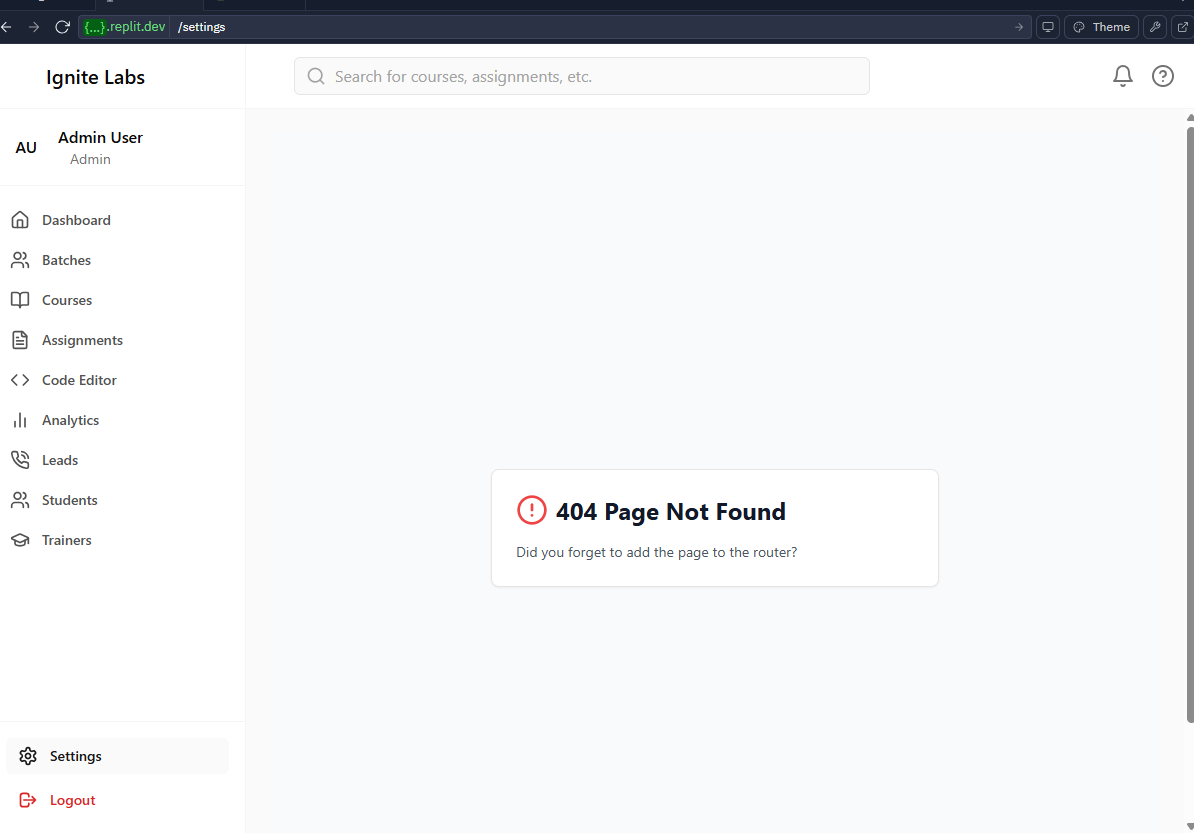 {...}.replit.dev /settings
Theme
Ignite Labs
Search for courses, assignments, etc.
AU
Admin User
Admin
Dashboard
Batches
Courses
Assignments
Code Editor
Analytics
Leads
Students
Trainers
404 Page Not Found
Did you forget to add the page to the router?
Settings
Logout